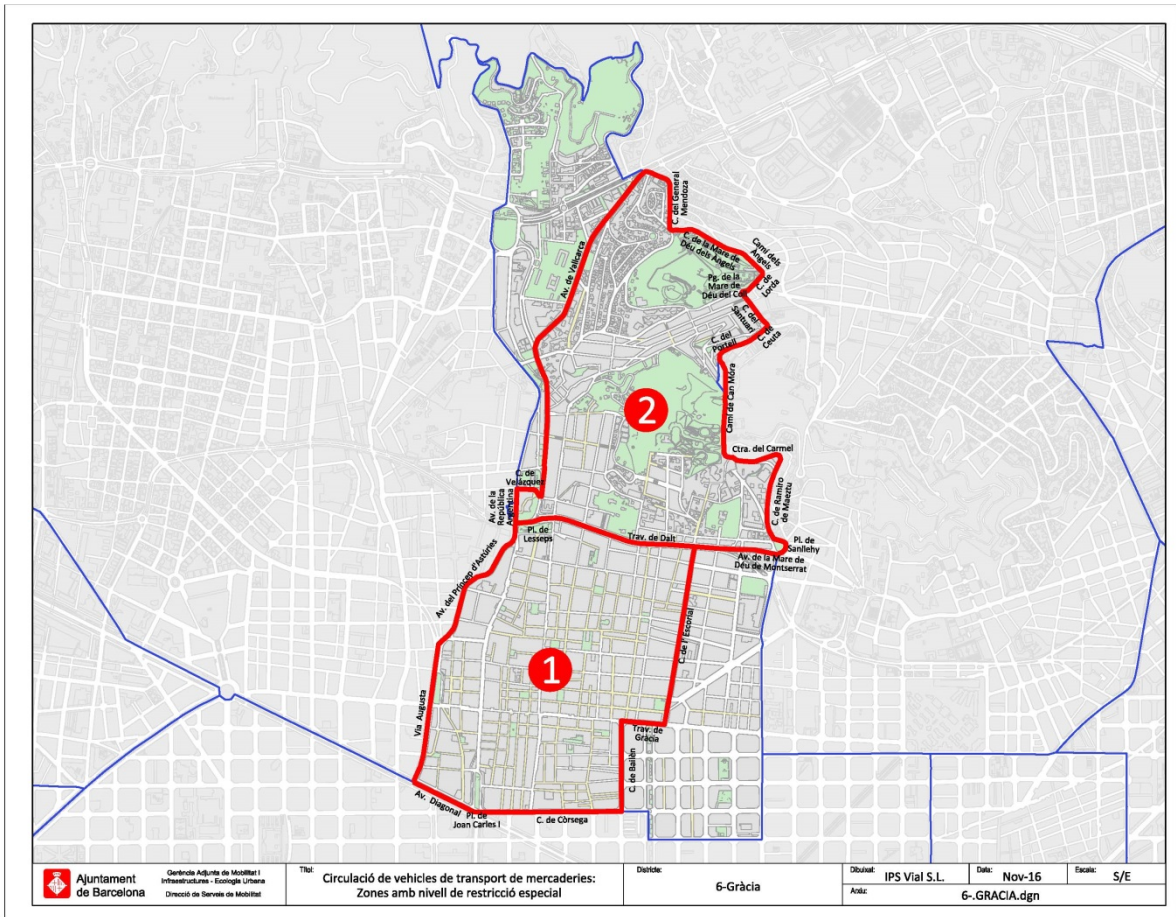 C. del General
Mendoza
Camí dels
Àngels
C. de la Mare de
Déu dels Àngels
Av. de Vallcarca
Pg. de la
Mare de
Déu del Coll
C. de
Lorda
C. del
Santuari
C. de
Ceuta
C. del
Portell
2
Camí de Can Móra
Ctra. del Carmel
C. de
Velázquez
Av. de la
República
Argentina
C. de Ramiro
de Maeztu
Pl. de
Lesseps
Trav. de Dalt
Pl. de
Sanllehy
Av. de la Mare de
Déu de Montserrat
Av. del Príncep d'Astúries
C. de l' Escorial
1
Via Augusta
Trav. de
Gràcia
C. de Bailèn
Av. Diagonal
Pl. de
Joan Carles I
C. de Còrsega
Ajuntament
de Barcelona
Gerència Adjunta de Mobilitat i
Infraestructures - Ecologia Urbana
Direcció de Serveis de Mobilitat
Títol:
Circulació de vehicles de transport de mercaderies:
Zones amb nivell de restricció especial
Districte:
6-Gràcia
Dibuixat:
IPS Vial S.L.
Data:
Nov-16
Escala:
S/E
Arxiu:
6-.GRACIA.dgn